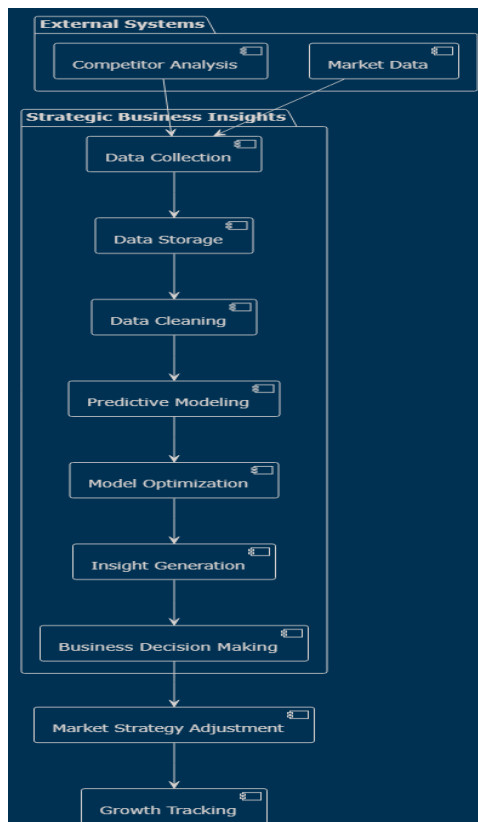 External Systems
Competitor Analysis
Market Data
Strategic Business Insights
Data Collection
Data Storage
Data Cleaning
Predictive Modeling
Model Optimization
Insight Generation
Business Decision Making
Market Strategy Adjustment
Growth Tracking